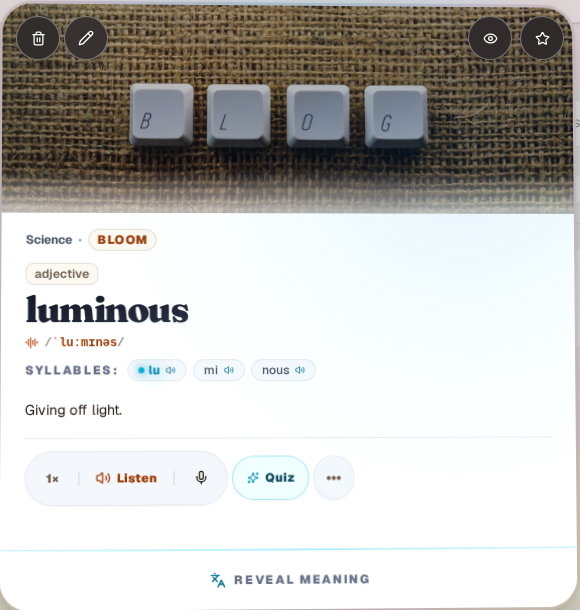 B L O G
Science · BLOOM
adjective
luminous
/ˈluːmɪnəs/
SYLLABLES: lu mi nous
Giving off light.
1× Listen Quiz
REVEAL MEANING